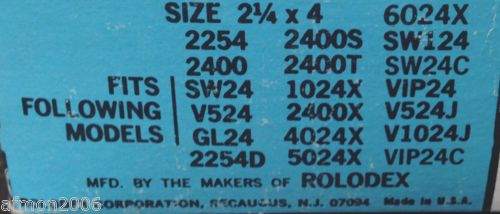 SIZE 2¼ x 4 6024X
2254 2400S SW124
2400 2400T SW24C
FITS SW24 1024X VIP24
FOLLOWING V524 2400X V524J
MODELS GL24 4024X V1024J
2254D 5024X VIP24C
MFD. BY THE MAKERS OF ROLODEX
CORPORATION, SECAUCUS, N.J. 07094 Made in U.S.A.
afmon2006